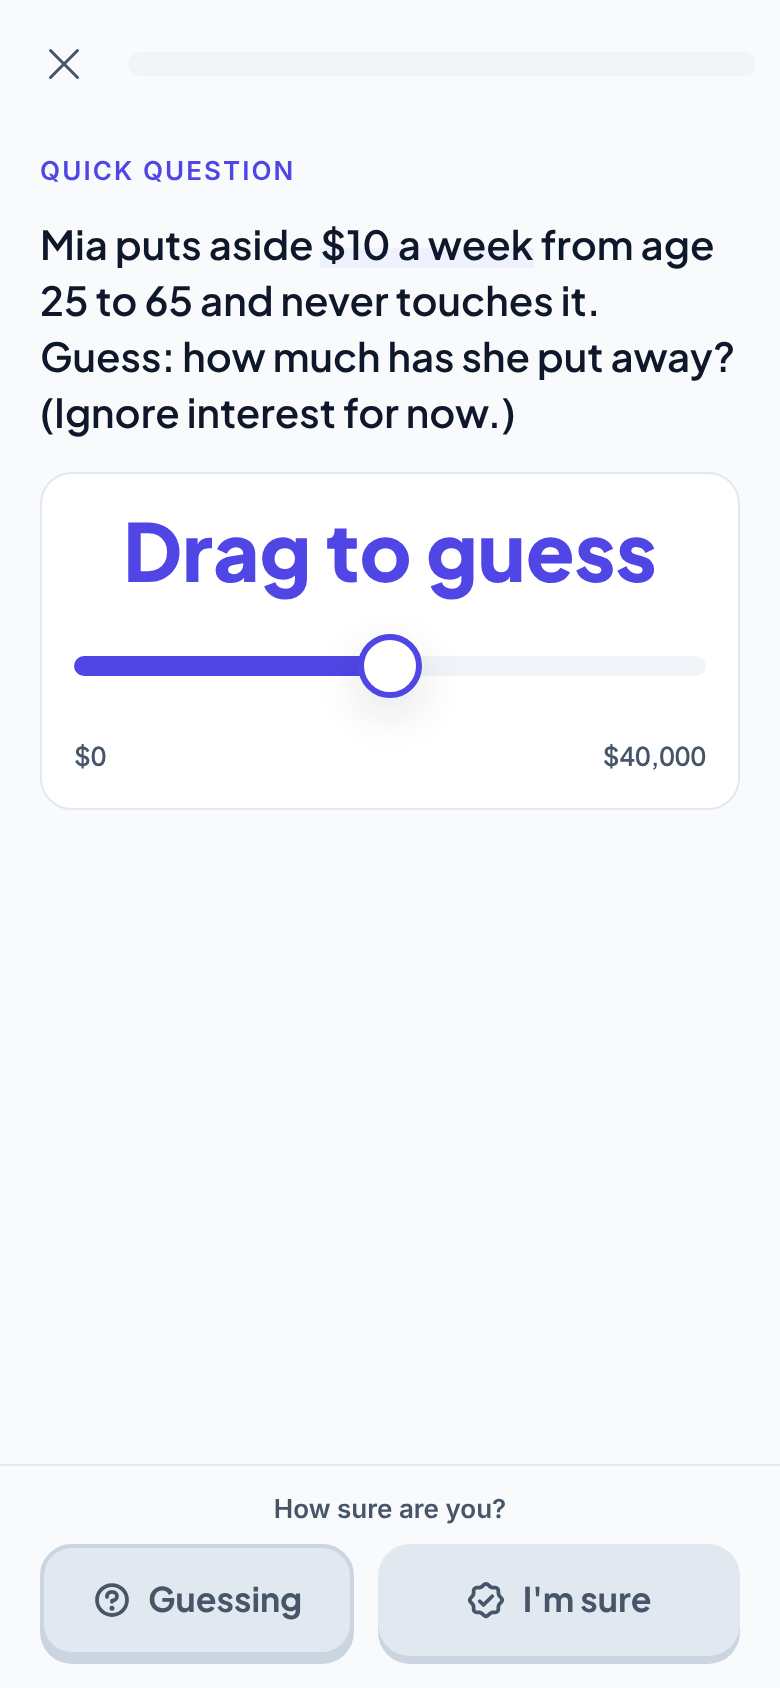 QUICK QUESTION
Mia puts aside $10 a week from age
25 to 65 and never touches it.
Guess: how much has she put away?
(Ignore interest for now.)
Drag to guess
$0
$40,000
How sure are you?
Guessing
I'm sure